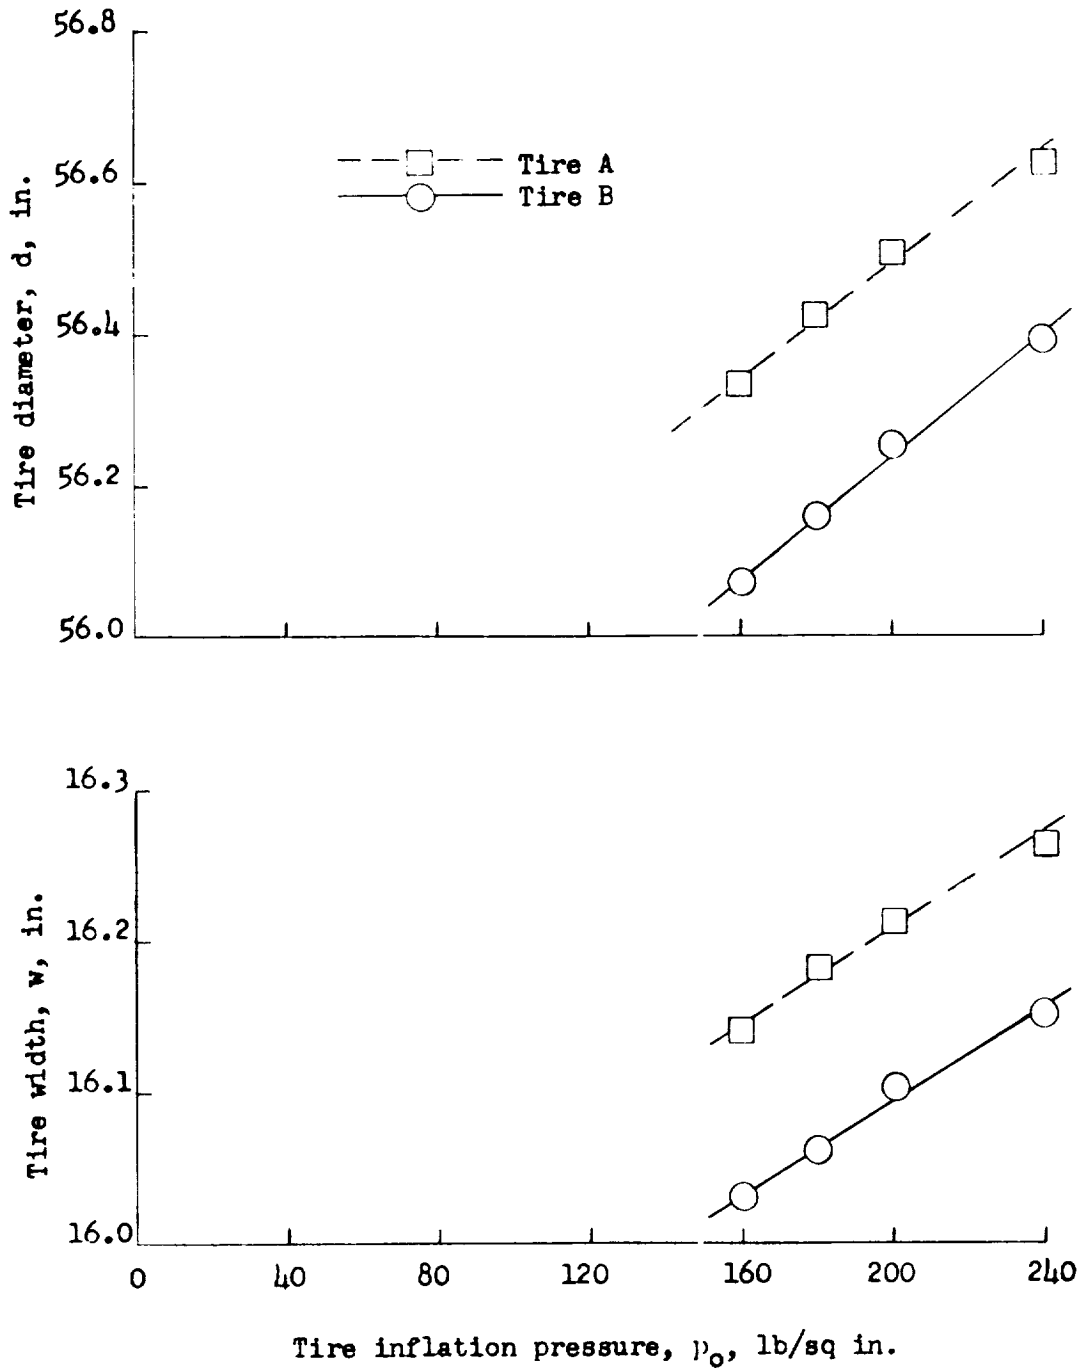 56.8
56.6
56.4
56.2
56.0
Tire diameter, d, in.
Tire A
Tire B
16.3
16.2
16.1
16.0
Tire width, w, in.
0 40 80 120 160 200 240
Tire inflation pressure, pₒ, lb/sq in.